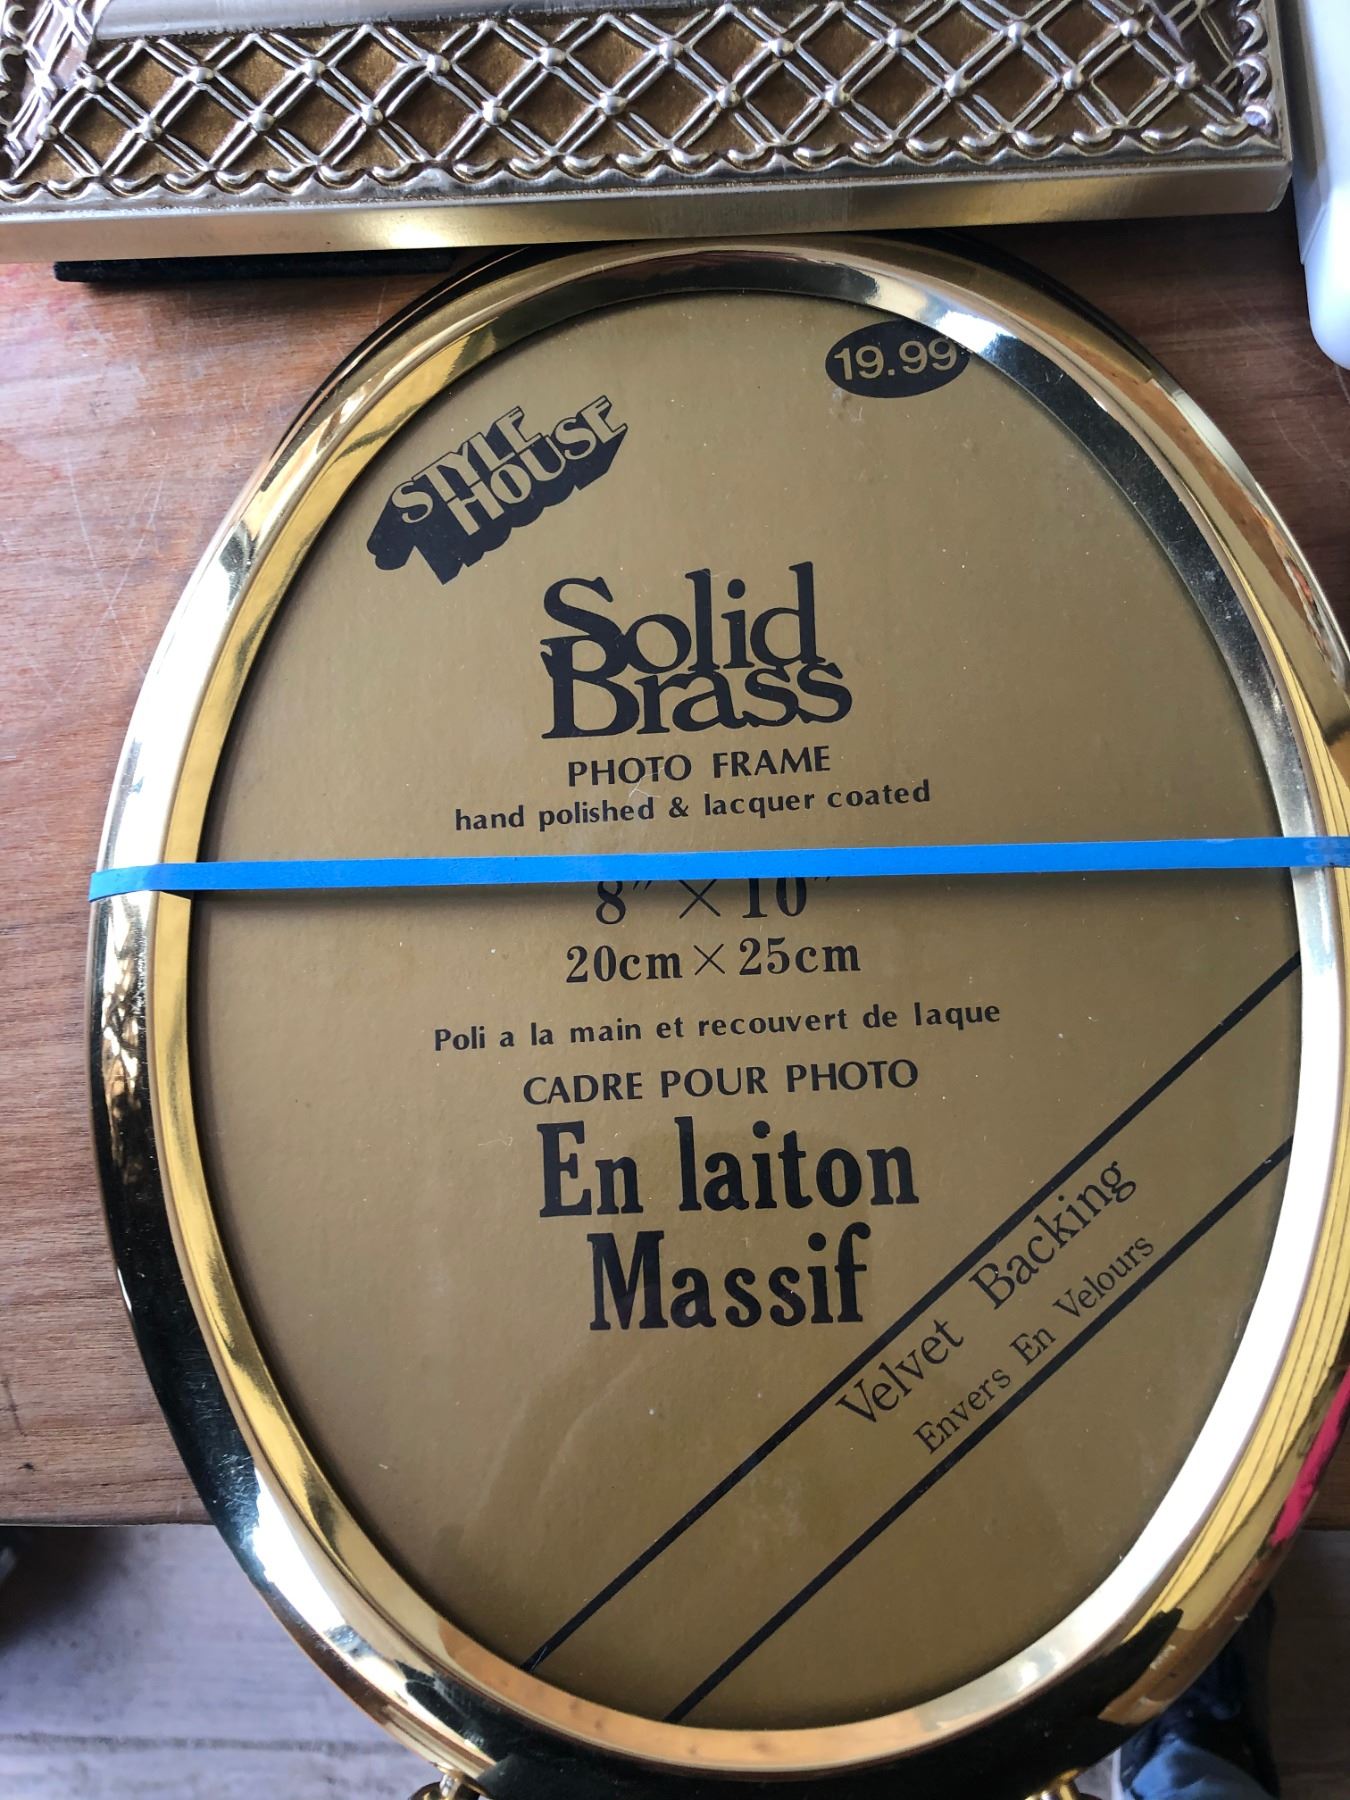 19.99
STYLE
HOUSE
Solid
Brass
PHOTO FRAME
hand polished & lacquer coated
8" × 10"
20cm × 25cm
Poli a la main et recouvert de laque
CADRE POUR PHOTO
En laiton
Massif
Velvet Backing
Envers En Velours